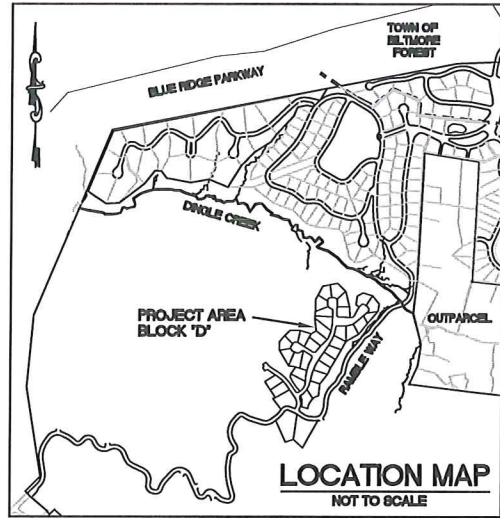 TOWN OF
BILTMORE
FOREST
BLUE RIDGE PARKWAY
DINGLE CREEK
PROJECT AREA
BLOCK "D"
OUTPARCEL
RAMBLE WAY
LOCATION MAP
NOT TO SCALE